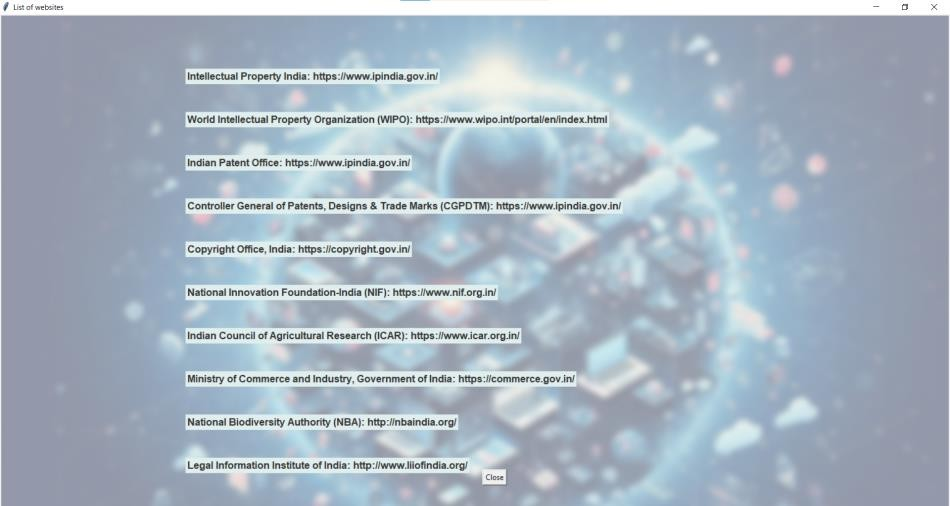 List of websites
Intellectual Property India: https://www.ipindia.gov.in/
World Intellectual Property Organization (WIPO): https://www.wipo.int/portal/en/index.html
Indian Patent Office: https://www.ipindia.gov.in/
Controller General of Patents, Designs & Trade Marks (CGPDTM): https://www.ipindia.gov.in/
Copyright Office, India: https://copyright.gov.in/
National Innovation Foundation-India (NIF): https://www.nif.org.in/
Indian Council of Agricultural Research (ICAR): https://www.icar.org.in/
Ministry of Commerce and Industry, Government of India: https://commerce.gov.in/
National Biodiversity Authority (NBA): http://nbaindia.org/
Legal Information Institute of India: http://www.liiofindia.org/
Close